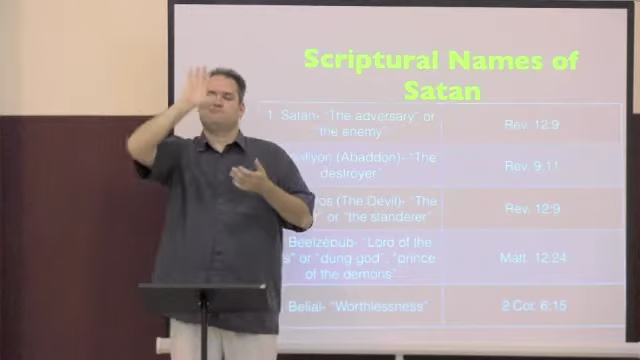 Scriptural Names of
Satan
1. Satan- "The adversary" or
the enemy"
Rev. 12:9
(Abaddon)- "The
destroyer"
Rev. 9:11
(The Devil)- "The
or "the slanderer"
Rev. 12:9
Beelzebub- "Lord of the
or "dung god", "prince
of the demons"
Matt. 12:24
Belial- "Worthlessness"
2 Cor. 6:15